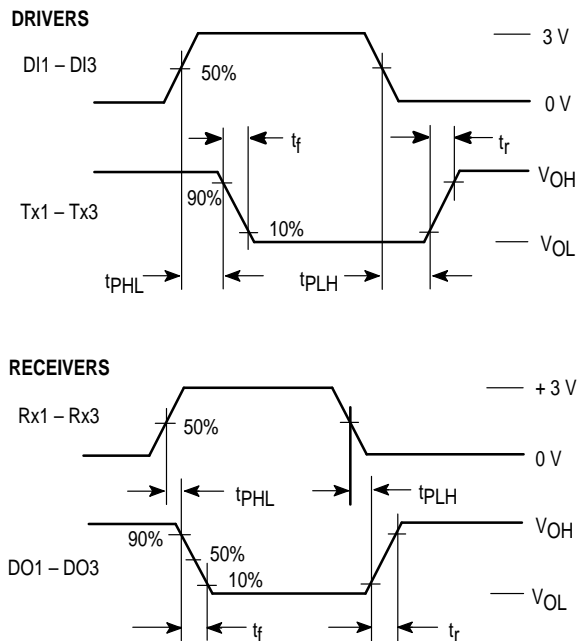 DRIVERS
3 V
DI1 – DI3
50%
0 V
tf
tr
VOH
90%
Tx1 – Tx3
10%
VOL
tPHL
tPLH
RECEIVERS
+ 3 V
Rx1 – Rx3
50%
0 V
tPHL
tPLH
VOH
90%
50%
DO1 – DO3
10%
VOL
tf
tr